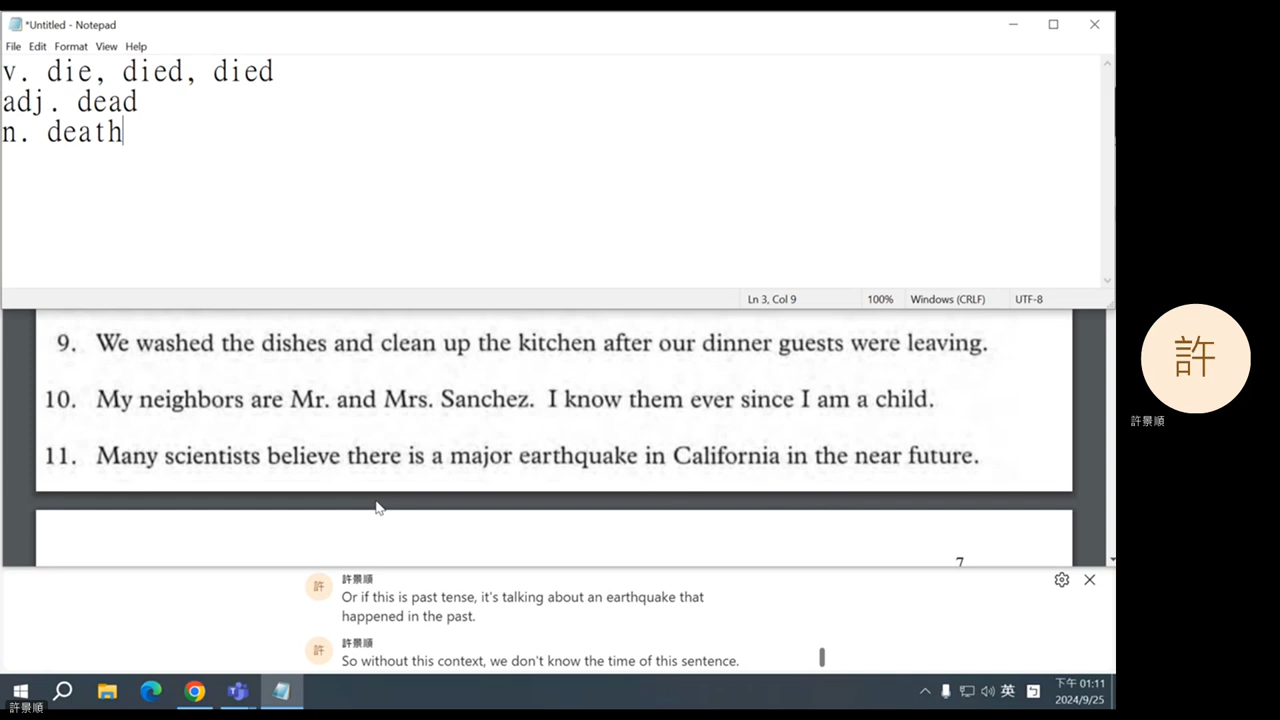 *Untitled - Notepad
File Edit Format View Help
v. die, died, died
adj. dead
n. death
Ln 3, Col 9 100% Windows (CRLF) UTF-8
9. We washed the dishes and clean up the kitchen after our dinner guests were leaving.
10. My neighbors are Mr. and Mrs. Sanchez. I know them ever since I am a child.
11. Many scientists believe there is a major earthquake in California in the near future.
7
許
許景順
許 許景順
Or if this is past tense, it's talking about an earthquake that
happened in the past.
許 許景順
So without this context, we don't know the time of this sentence.
英 ㄅ 下午 01:11
2024/9/25
許景順